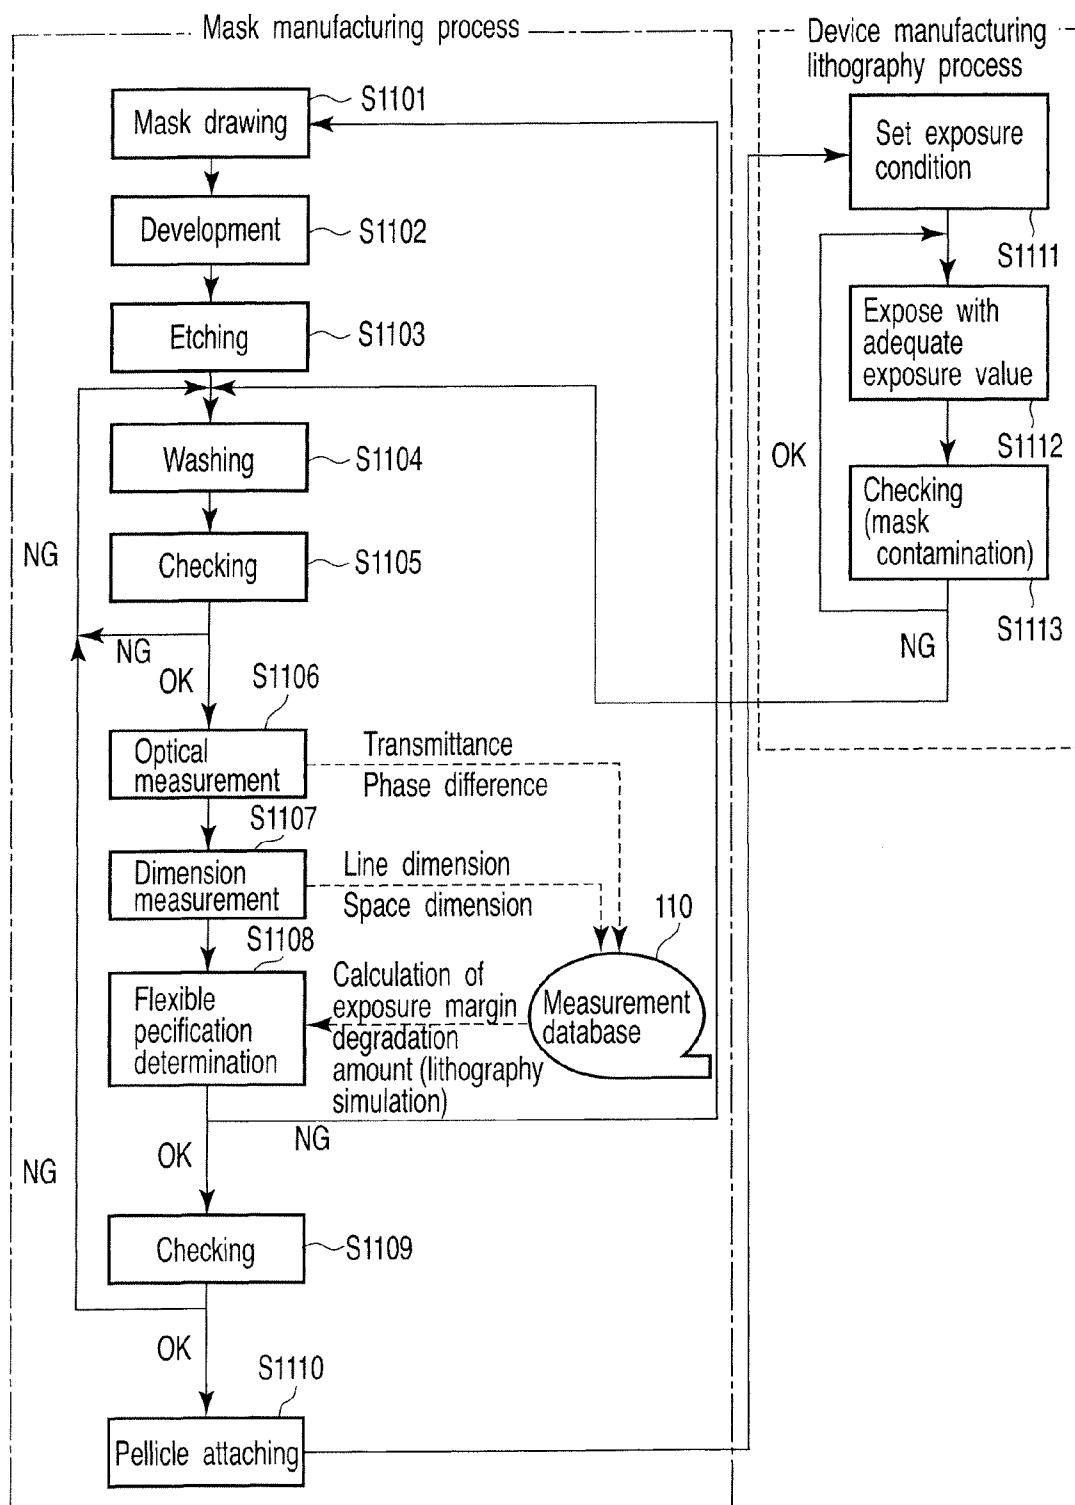 Mask manufacturing process
S1101
Mask drawing
Development
S1102
Etching
S1103
Washing
S1104
Checking
S1105
NG
NG
OK
S1106
Optical
measurement
Transmittance
Phase difference
S1107
Dimension
measurement
Line dimension
Space dimension
S1108
Flexible
pecification
determination
Calculation of
exposure margin
degradation
amount (lithography
simulation)
110
Measurement
database
NG
OK
NG
Checking
S1109
OK
S1110
Pellicle attaching
Device manufacturing
lithography process
Set exposure
condition
S1111
Expose with
adequate
exposure value
S1112
OK
Checking
(mask
contamination)
S1113
NG